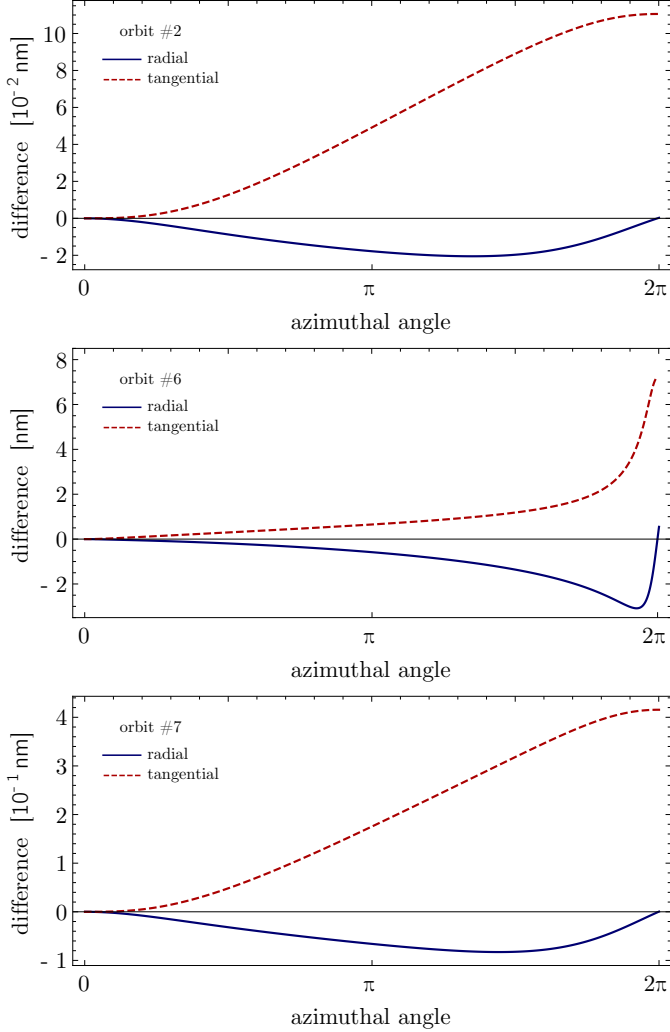 orbit #2
radial
tangential
difference [10⁻² nm]
10
8
6
4
2
0
- 2
0 π 2π
azimuthal angle
orbit #6
radial
tangential
difference [nm]
8
6
4
2
0
- 2
0 π 2π
azimuthal angle
orbit #7
radial
tangential
difference [10⁻¹ nm]
4
3
2
1
0
- 1
0 π 2π
azimuthal angle